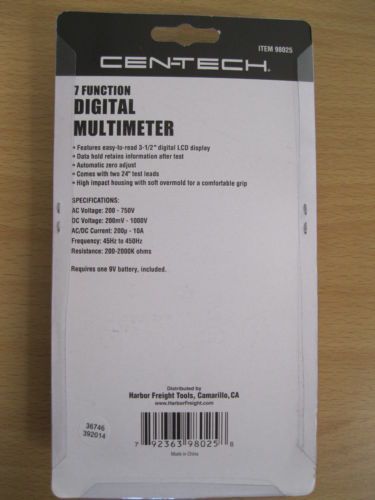 ITEM 98025
CEN-TECH®
7 FUNCTION
DIGITAL
MULTIMETER
• Features easy-to-read 3-1/2" digital LCD display
• Data hold retains information after test
• Automatic zero adjust
• Comes with two 24" test leads
• High impact housing with soft overmold for a comfortable grip
SPECIFICATIONS:
AC Voltage: 200 - 750V
DC Voltage: 200mV - 1000V
AC/DC Current: 200μ - 10A
Frequency: 45Hz to 450Hz
Resistance: 200-2000K ohms
Requires one 9V battery, included.
Distributed by
Harbor Freight Tools, Camarillo, CA
www.HarborFreight.com
36746
392014
7 92363 98025 8
Made in China